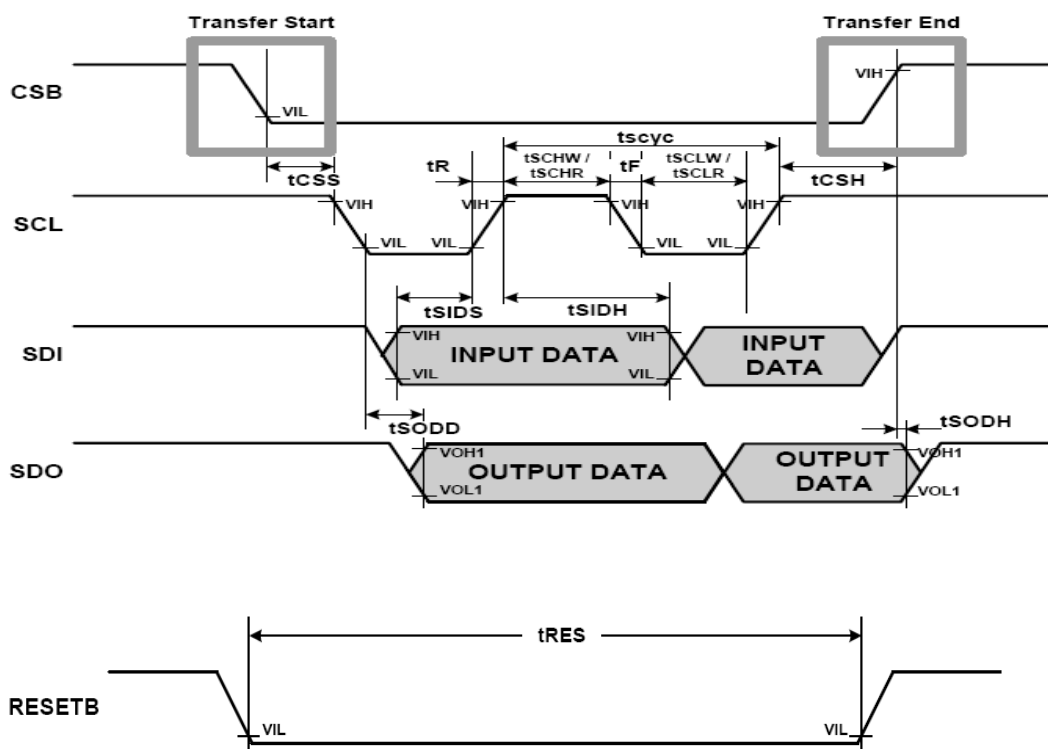 Transfer Start
Transfer End
CSB
VIL
VIH
tscyc
tCSS
tR
tSCHW /
tSCHR
tF
tSCLW /
tSCLR
tCSH
SCL
VIH
VIH
VIH
VIH
VIL
VIL
VIL
VIL
tSIDS
tSIDH
SDI
VIH
VIL
INPUT DATA
VIH
VIL
INPUT
DATA
tSODD
tSODH
SDO
VOH1
VOL1
OUTPUT DATA
OUTPUT
DATA
VOH1
VOL1
tRES
RESETB
VIL
VIL